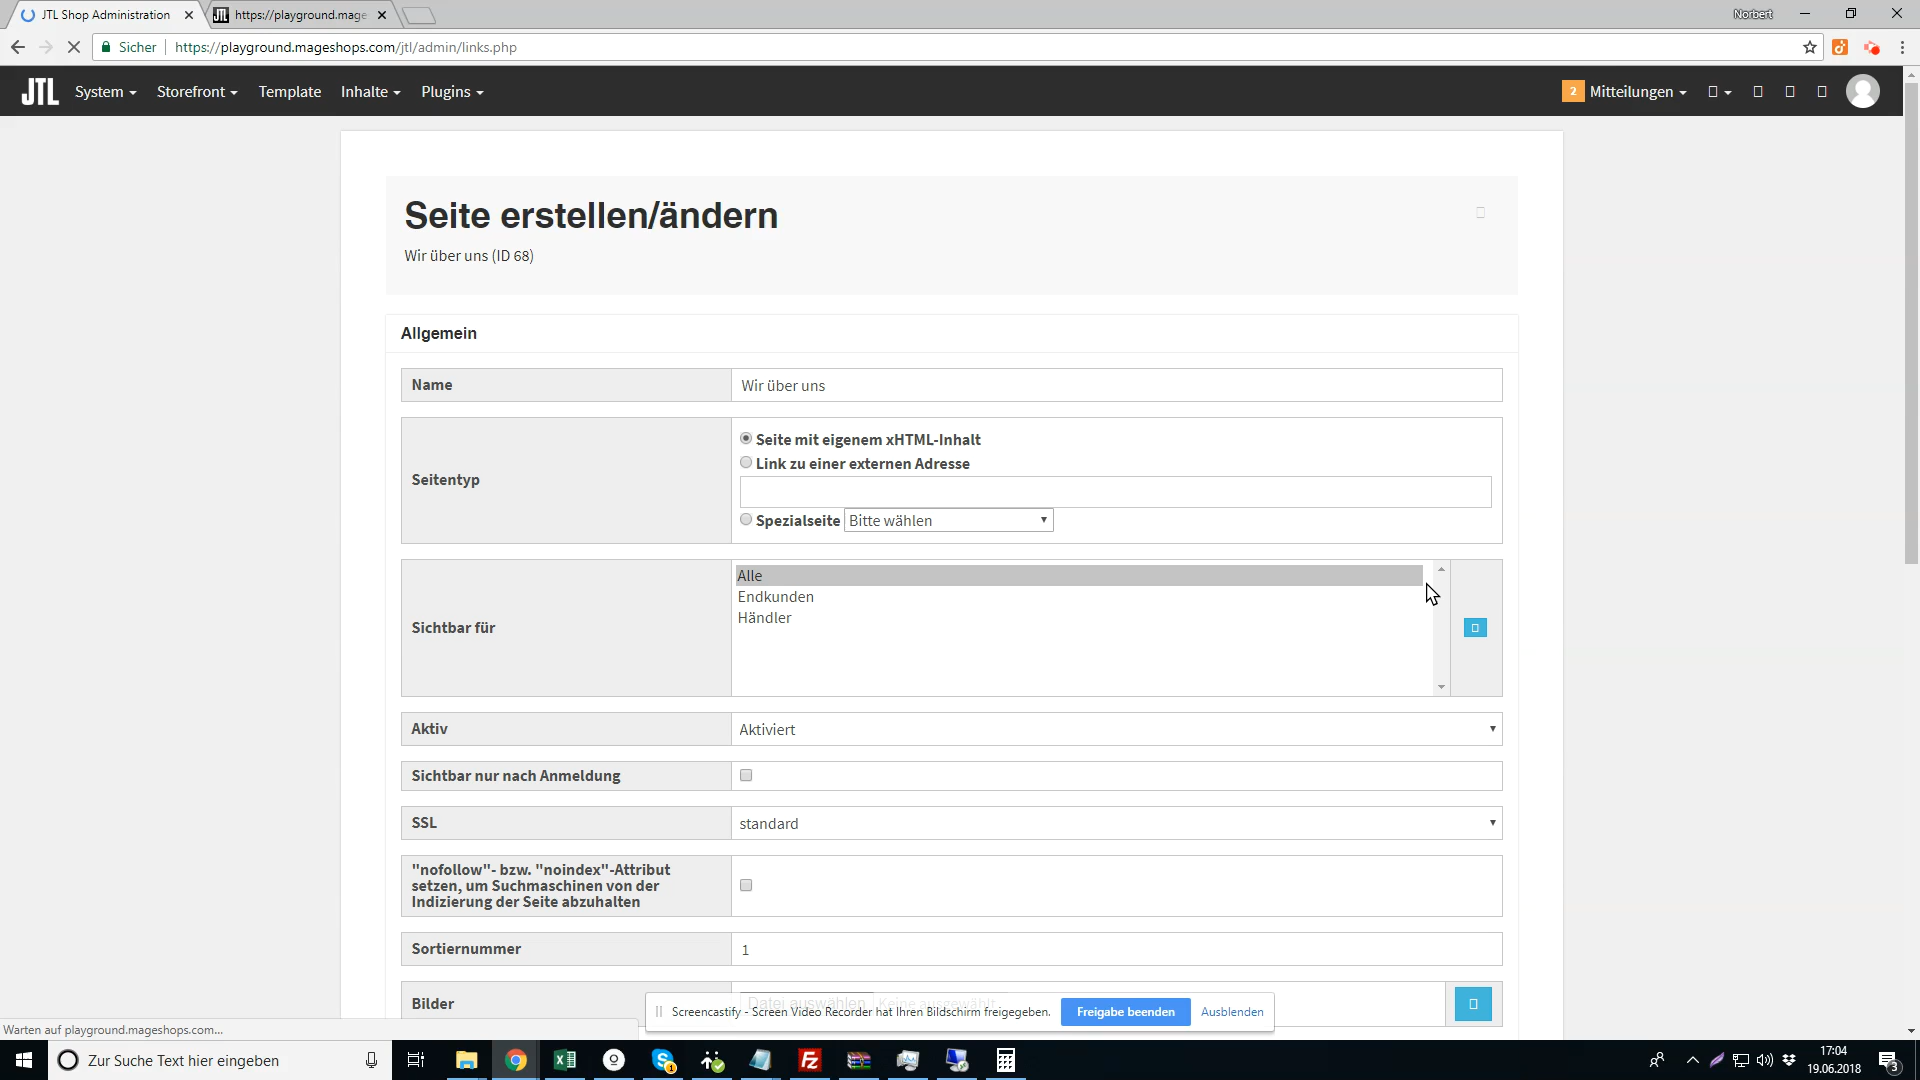 JTL Shop Administration
https://playground.mage
Norbert
Sicher https://playground.mageshops.com/jtl/admin/links.php
JTL System Storefront Template Inhalte Plugins 2 Mitteilungen
Seite erstellen/ändern
Wir über uns (ID 68)
Allgemein
Name Wir über uns
Seitentyp
Seite mit eigenem xHTML-Inhalt
Link zu einer externen Adresse
Spezialseite Bitte wählen
Sichtbar für
Alle
Endkunden
Händler
Aktiv Aktiviert
Sichtbar nur nach Anmeldung
SSL standard
"nofollow"- bzw. "noindex"-Attribut
setzen, um Suchmaschinen von der
Indizierung der Seite abzuhalten
Sortiernummer 1
Bilder Datei auswählen Keine ausgewählt
Screencastify - Screen Video Recorder hat Ihren Bildschirm freigegeben. Freigabe beenden Ausblenden
Warten auf playground.mageshops.com...
Zur Suche Text hier eingeben
17:04
19.06.2018
3